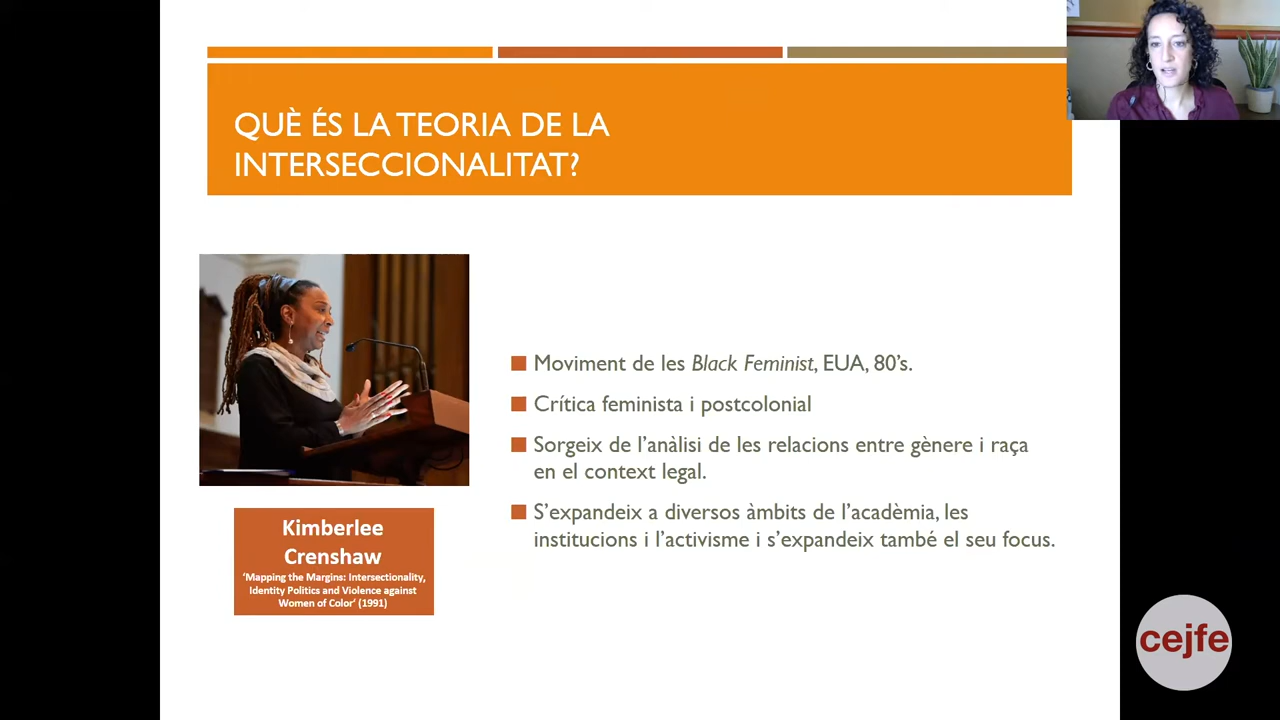 QUÈ ÉS LA TEORIA DE LA
INTERSECCIONALITAT?
Moviment de les Black Feminist, EUA, 80's.
Crítica feminista i postcolonial
Sorgeix de l'anàlisi de les relacions entre gènere i raça
en el context legal.
S'expandeix a diversos àmbits de l'acadèmia, les
institucions i l'activisme i s'expandeix també el seu focus.
Kimberlee
Crenshaw
'Mapping the Margins: Intersectionality,
Identity Politics and Violence against
Women of Color' (1991)
cejfe